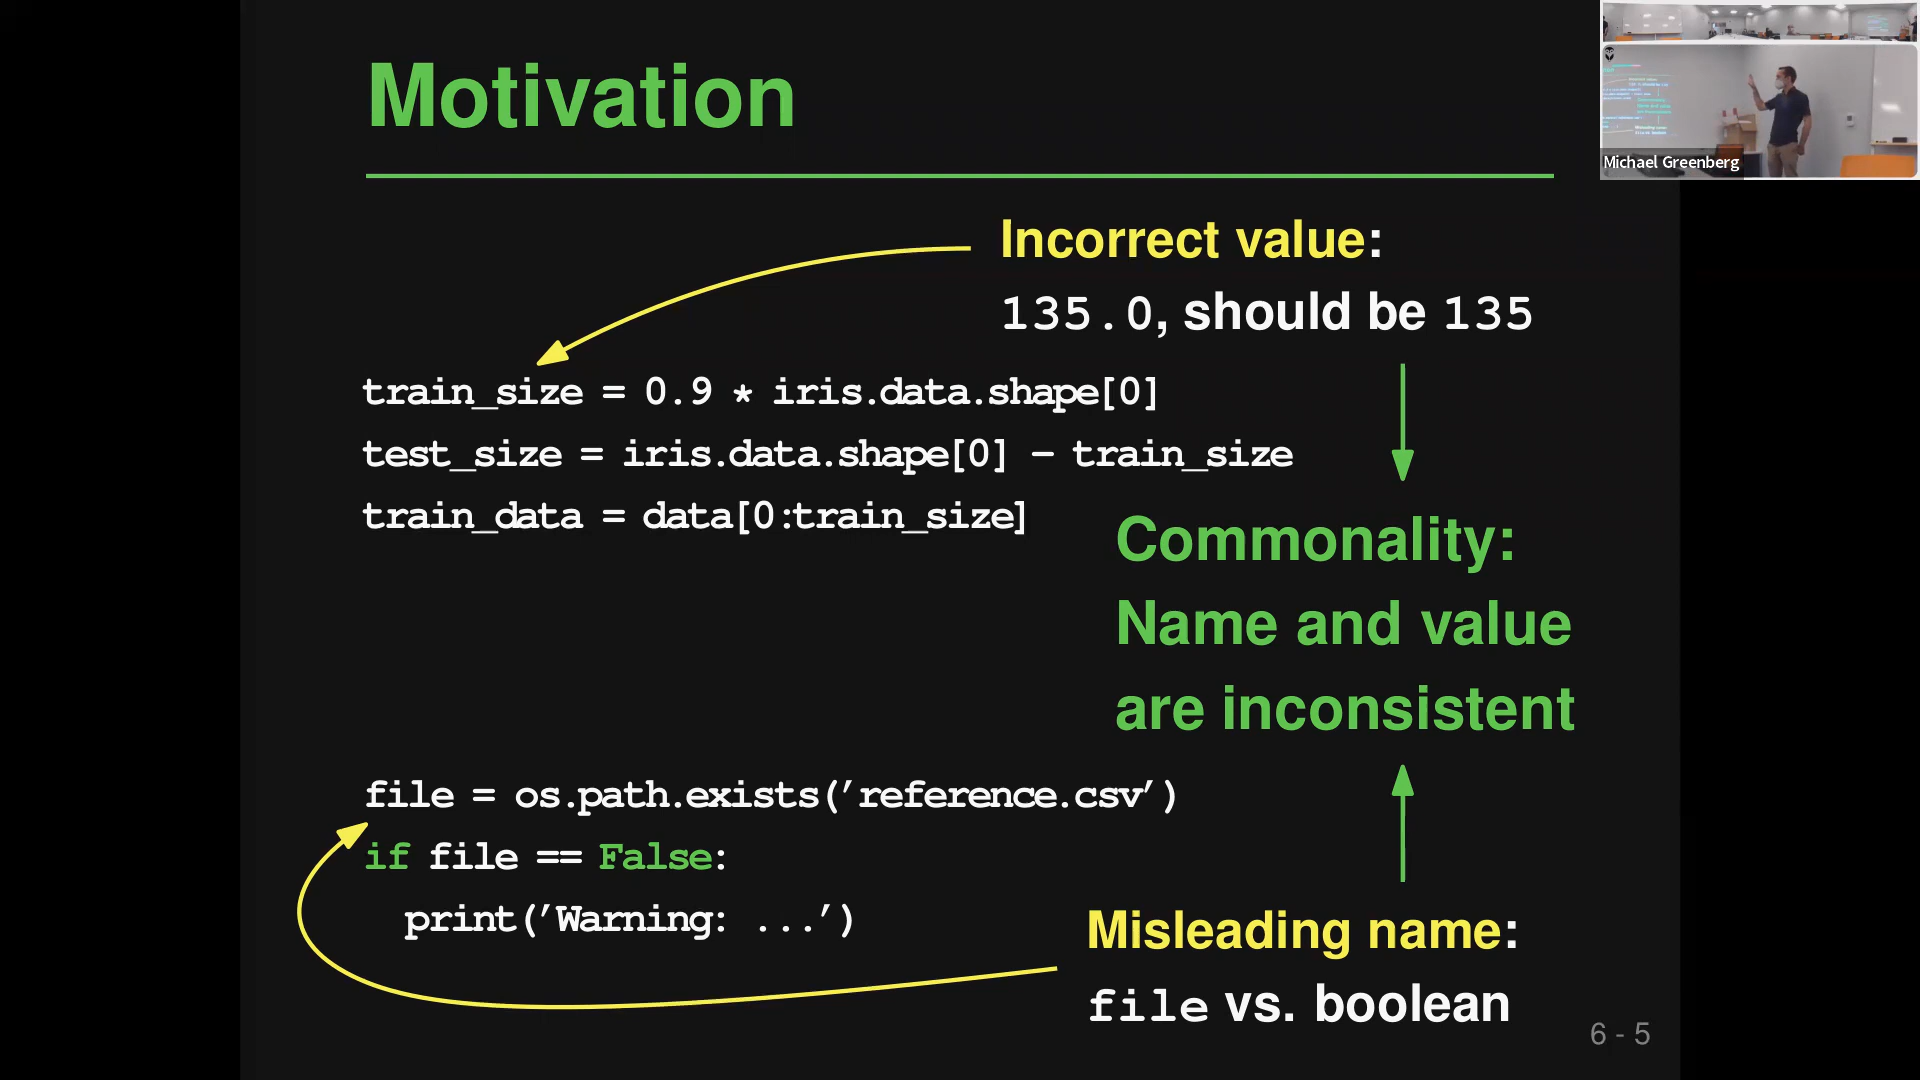 Motivation
Michael Greenberg
Incorrect value:
135.0, should be 135
train_size = 0.9 * iris.data.shape[0]
test_size = iris.data.shape[0] − train_size
train_data = data[0:train_size]
Commonality:
Name and value
are inconsistent
file = os.path.exists(’reference.csv’)
if file == False:
print(’Warning: ...’)
Misleading name:
file vs. boolean
6 - 5